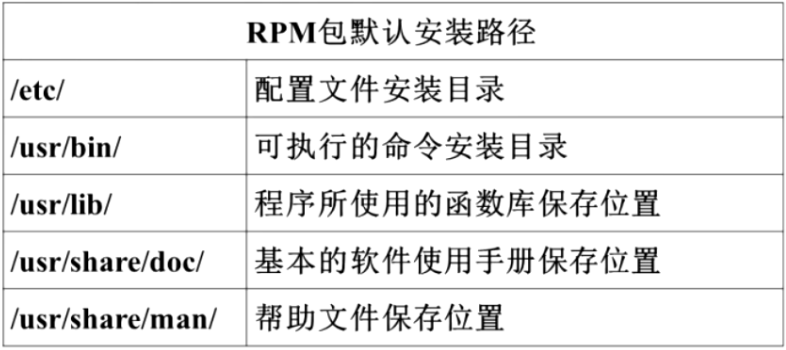 RPM包默认安装路径
/etc/ 配置文件安装目录
/usr/bin/ 可执行的命令安装目录
/usr/lib/ 程序所使用的函数库保存位置
/usr/share/doc/ 基本的软件使用手册保存位置
/usr/share/man/ 帮助文件保存位置